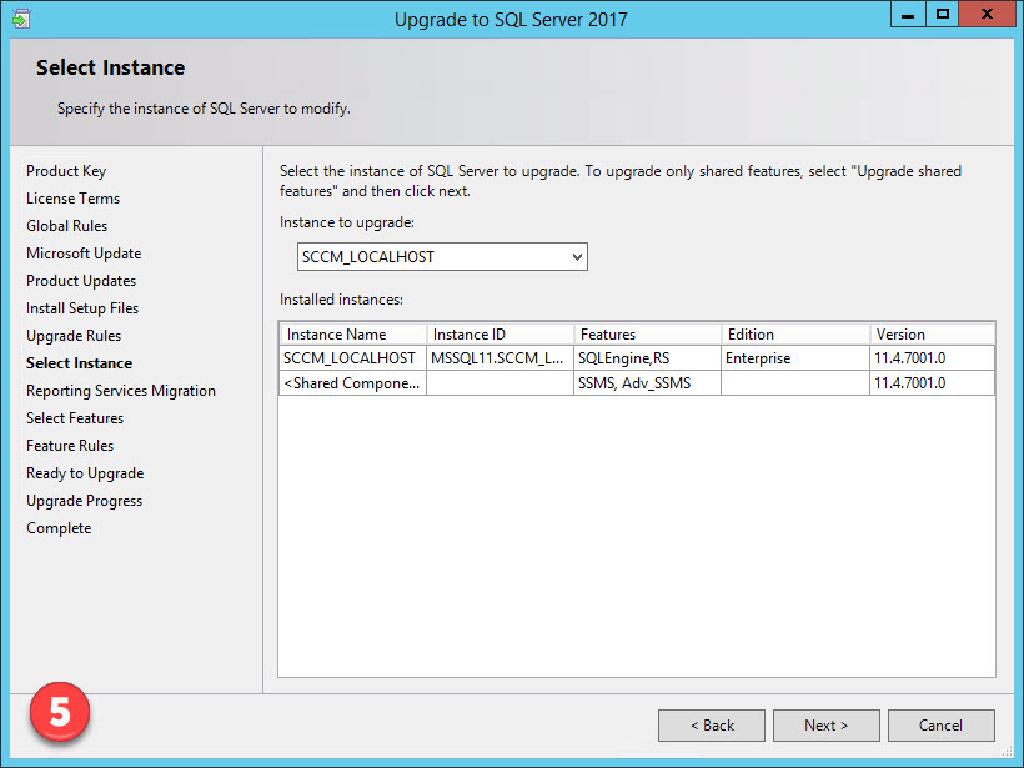 Upgrade to SQL Server 2017
Select Instance
Specify the instance of SQL Server to modify.
Product Key
License Terms
Global Rules
Microsoft Update
Product Updates
Install Setup Files
Upgrade Rules
Select Instance
Reporting Services Migration
Select Features
Feature Rules
Ready to Upgrade
Upgrade Progress
Complete
Select the instance of SQL Server to upgrade. To upgrade only shared features, select "Upgrade shared
features" and then click next.
Instance to upgrade:
SCCM_LOCALHOST
Installed instances:
Instance Name Instance ID Features Edition Version
SCCM_LOCALHOST MSSQL11.SCCM_L... SQLEngine,RS Enterprise 11.4.7001.0
<Shared Compone... SSMS, Adv_SSMS 11.4.7001.0
5
< Back Next > Cancel